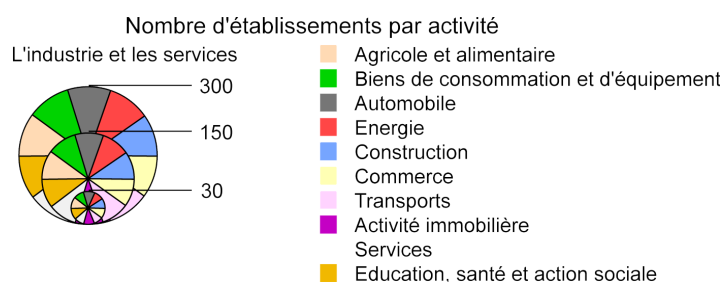 Nombre d'établissements par activité
L'industrie et les services
300
150
30
Agricole et alimentaire
Biens de consommation et d'équipement
Automobile
Energie
Construction
Commerce
Transports
Activité immobilière
Services
Education, santé et action sociale